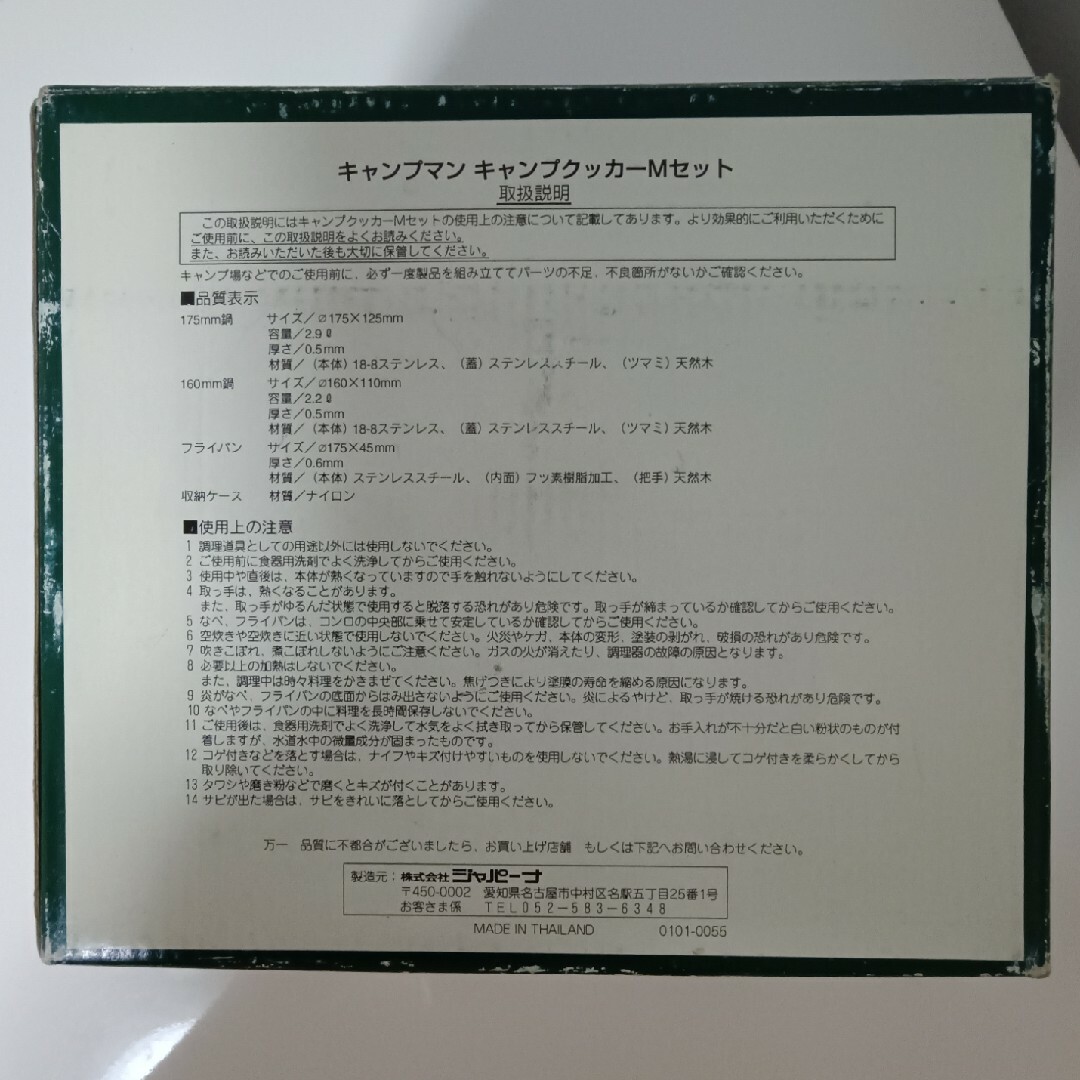 キャンプマン キャンプクッカーMセット
取扱説明
この取扱説明にはキャンプクッカーMセットの使用上の注意について記載してあります。より効果的にご利用いただくために
ご使用前に、この取扱説明をよくお読みください。
また、お読みいただいた後も大切に保管してください。
キャンプ場などでのご使用前に、必ず一度製品を組み立ててパーツの不足、不良箇所がないかご確認ください。
■品質表示
175mm鍋 サイズ/∅175×125mm
容量/2.9ℓ
厚さ/0.5mm
材質/（本体）18-8ステンレス、（蓋）ステンレススチール、（ツマミ）天然木
160mm鍋 サイズ/∅160×110mm
容量/2.2ℓ
厚さ/0.5mm
材質/（本体）18-8ステンレス、（蓋）ステンレススチール、（ツマミ）天然木
フライパン サイズ/∅175×45mm
厚さ/0.6mm
材質/（本体）ステンレススチール、（内面）フッ素樹脂加工、（把手）天然木
収納ケース 材質/ナイロン
■使用上の注意
1 調理道具としての用途以外には使用しないでください。
2 ご使用前に食器用洗剤でよく洗浄してからご使用ください。
3 使用中や直後は、本体が熱くなっていますので手を触れないようにしてください。
4 取っ手は、熱くなることがあります。
また、取っ手がゆるんだ状態で使用すると脱落する恐れがあり危険です。取っ手が締まっているか確認してからご使用ください。
5 なべ、フライパンは、コンロの中央部に乗せて安定しているか確認してからご使用ください。
6 空炊きや空炊きに近い状態で使用しないでください。火災やケガ、本体の変形、塗装の剥がれ、破損の恐れがあり危険です。
7 吹きこぼれ、煮こぼれしないようにご注意ください。ガスの火が消えたり、調理器の故障の原因となります。
8 必要以上の加熱はしないでください。
また、調理中は時々料理をかきまぜてください。焦げつきにより塗膜の寿命を縮める原因になります。
9 炎がなべ、フライパンの底面からはみ出さないようにご使用ください。炎によるやけど、取っ手が焼ける恐れがあり危険です。
10 なべやフライパンの中に料理を長時間保存しないでください。
11 ご使用後は、食器用洗剤でよく洗浄して水気をよく拭き取ってから保管してください。お手入れが不十分だと白い粉状のものが付
着しますが、水道水中の微量成分が固まったものです。
12 コゲ付きなどを落とす場合は、ナイフやキズ付けやすいものを使用しないでください。熱湯に浸してコゲ付きを柔らかくしてから
取り除いてください。
13 タワシや磨き粉などで磨くとキズが付くことがあります。
14 サビが出た場合は、サビをきれいに落としてからご使用ください。
万一 品質に不都合がございましたら、お買い上げ店舗 もしくは下記へお問い合わせください。
製造元：株式会社 ジャパーナ
〒450-0002 愛知県名古屋市中村区名駅五丁目25番1号
お客さま係 TEL052-583-6348
MADE IN THAILAND 0101-0055